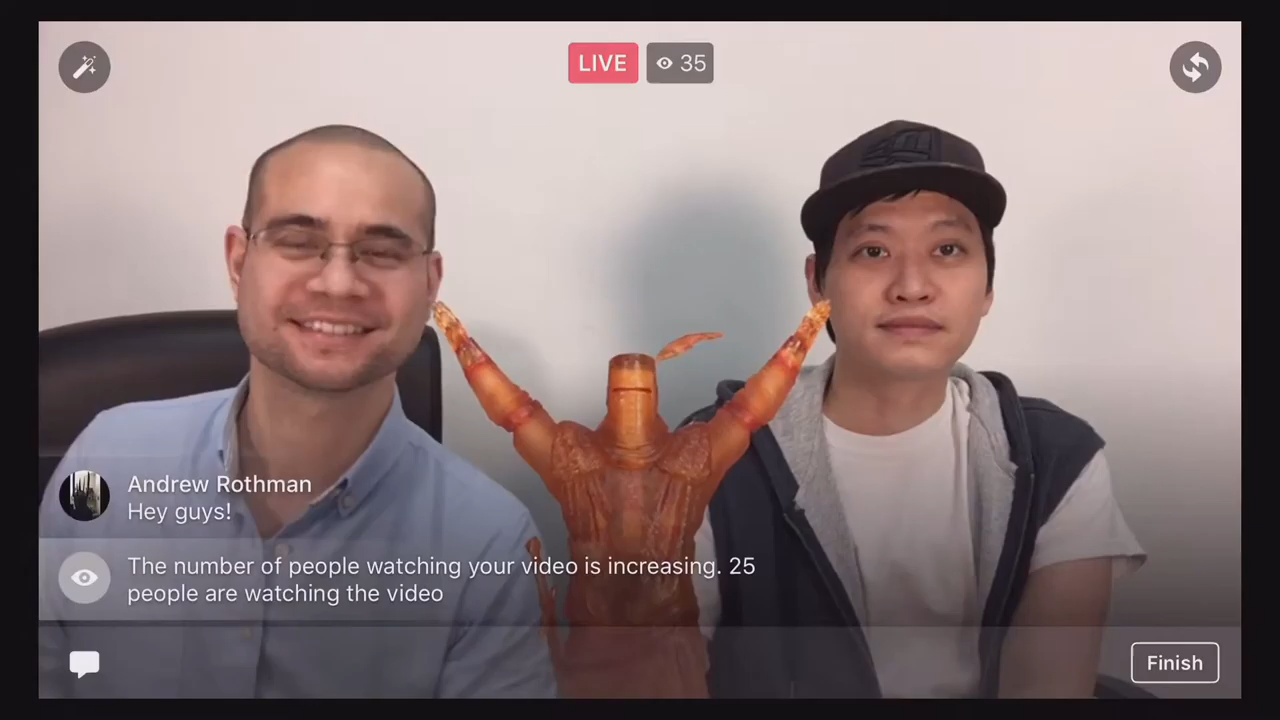 LIVE 35
Andrew Rothman
Hey guys!
The number of people watching your video is increasing. 25
people are watching the video
Finish